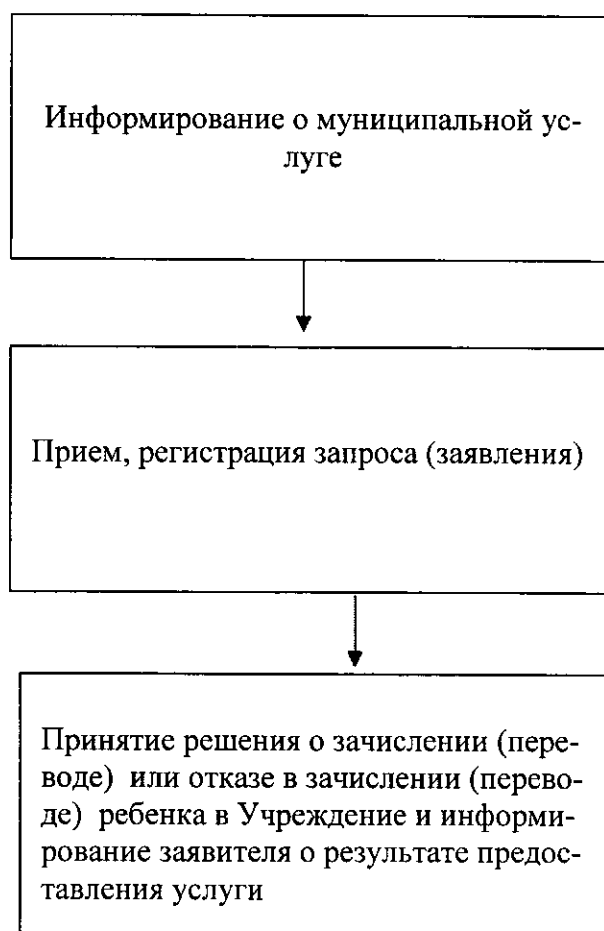 Информирование о муниципальной ус-
луге
Прием, регистрация запроса (заявления)
Принятие решения о зачислении (пере-
воде) или отказе в зачислении (перево-
де) ребенка в Учреждение и информи-
рование заявителя о результате предос-
тавления услуги